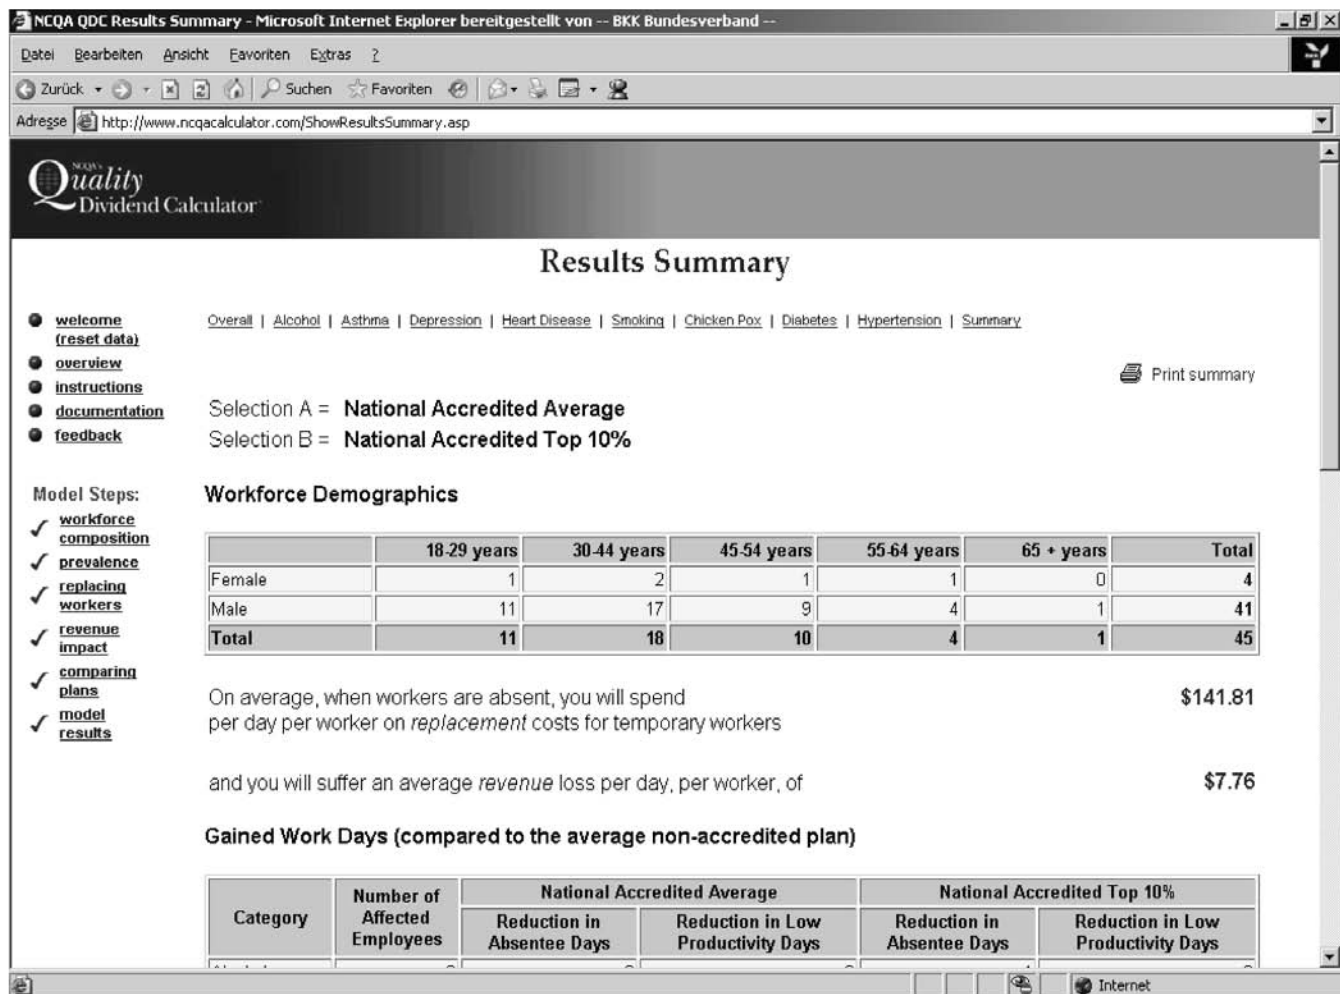 NCQA QDC Results Summary - Microsoft Internet Explorer bereitgestellt von -- BKK Bundesverband --
Datei Bearbeiten Ansicht Favoriten Extras ?
Zurück Suchen Favoriten
Adresse http://www.ncqacalculator.com/ShowResultsSummary.asp
NCQA's
Quality
Dividend Calculator
Results Summary
welcome
(reset data)
overview
instructions
documentation
feedback
Model Steps:
workforce
composition
prevalence
replacing
workers
revenue
impact
comparing
plans
model
results
Overall | Alcohol | Asthma | Depression | Heart Disease | Smoking | Chicken Pox | Diabetes | Hypertension | Summary
Print summary
Selection A = National Accredited Average
Selection B = National Accredited Top 10%
Workforce Demographics
18-29 years 30-44 years 45-54 years 55-64 years 65 + years Total
Female 1 2 1 1 0 4
Male 11 17 9 4 1 41
Total 11 18 10 4 1 45
On average, when workers are absent, you will spend $141.81
per day per worker on replacement costs for temporary workers
and you will suffer an average revenue loss per day, per worker, of $7.76
Gained Work Days (compared to the average non-accredited plan)
Category Number of Affected Employees National Accredited Average National Accredited Top 10%
Reduction in Absentee Days Reduction in Low Productivity Days Reduction in Absentee Days Reduction in Low Productivity Days
Internet